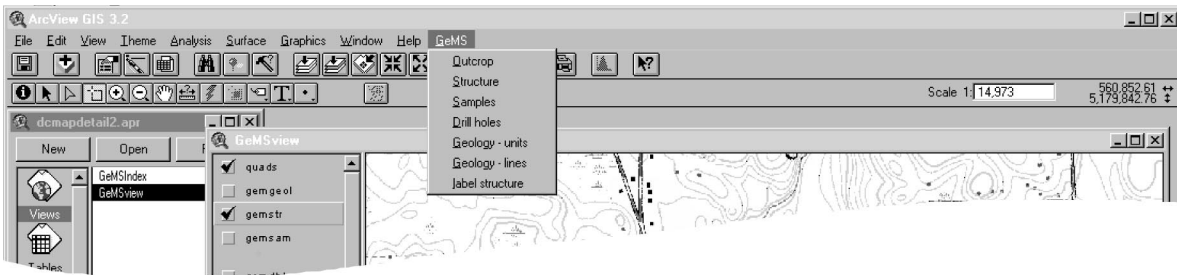 ArcView GIS 3.2
File Edit View Theme Analysis Surface Graphics Window Help GeMS
Outcrop
Structure
Samples
Drill holes
Geology - units
Geology - lines
label structure
Scale 1: 14,973
560,852.61
5,179,842.76
dcmapdetail2.apr
New Open
GeMSIndex
GeMSview
Views
Tables
GeMSview
quads
gemgeol
gemstr
gemsam